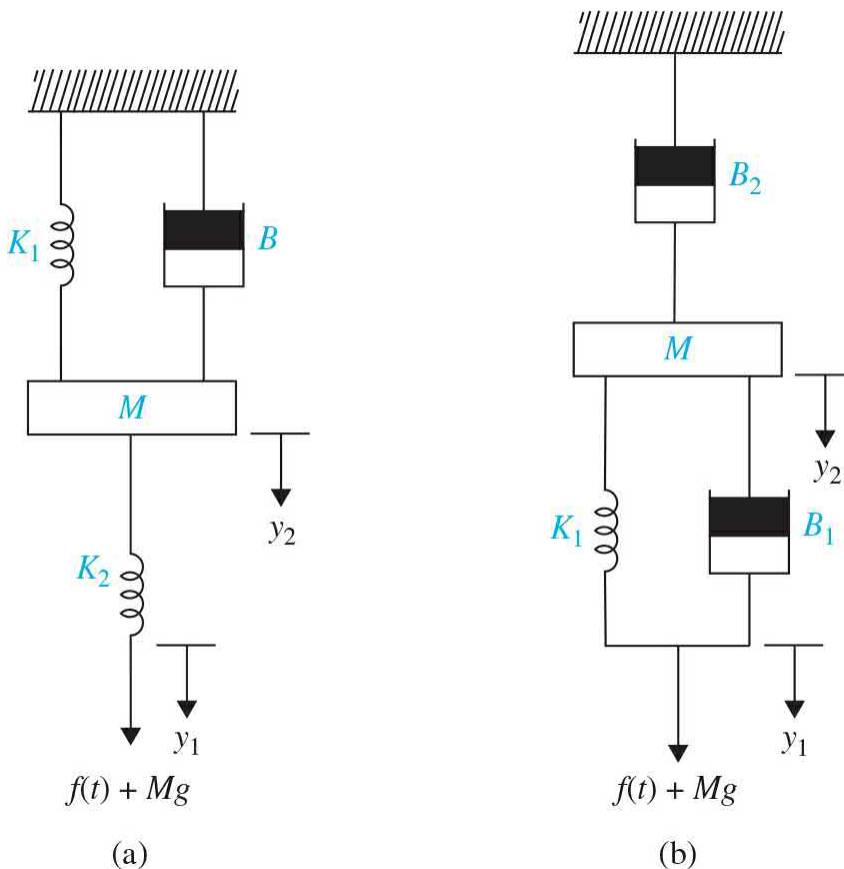 K₁
B
M
y₂
K₂
y₁
f(t) + Mg
(a)
B₂
M
y₂
K₁
B₁
y₁
f(t) + Mg
(b)